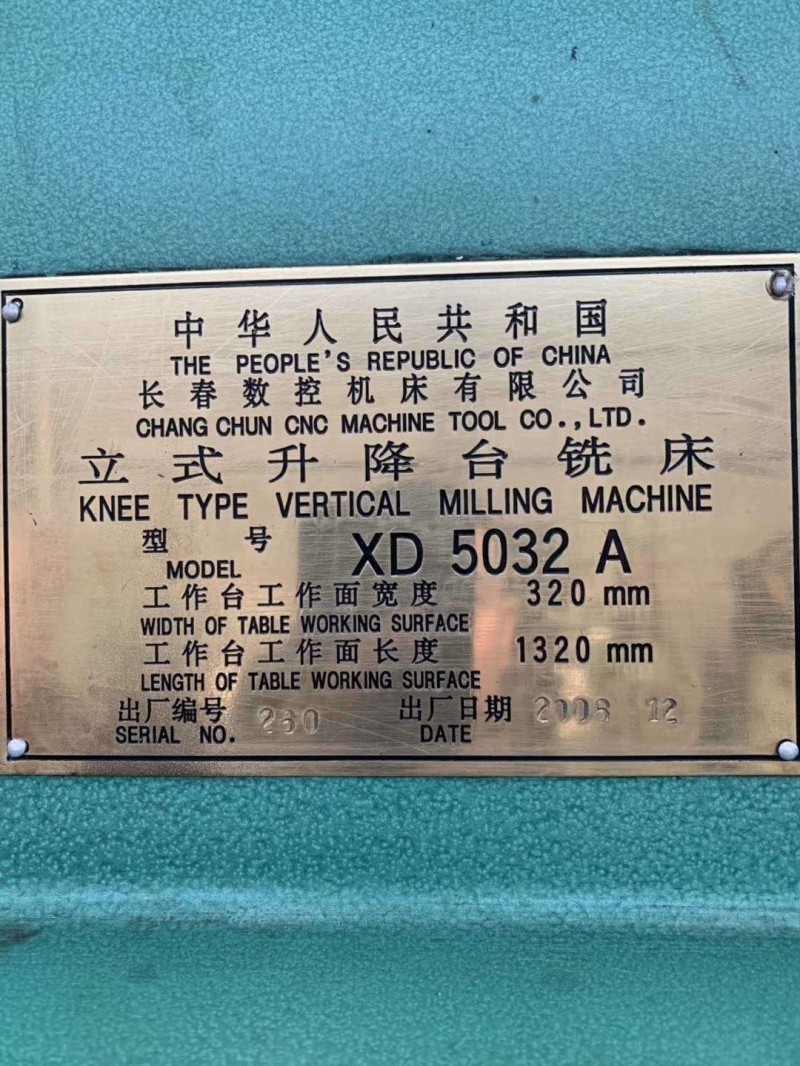 中华人民共和国
THE PEOPLE'S REPUBLIC OF CHINA
长春数控机床有限公司
CHANG CHUN CNC MACHINE TOOL CO.,LTD.
立式升降台铣床
KNEE TYPE VERTICAL MILLING MACHINE
型号
MODEL XD 5032 A
工作台工作面宽度 320 mm
WIDTH OF TABLE WORKING SURFACE
工作台工作面长度 1320 mm
LENGTH OF TABLE WORKING SURFACE
出厂编号 出厂日期 12
SERIAL NO. DATE